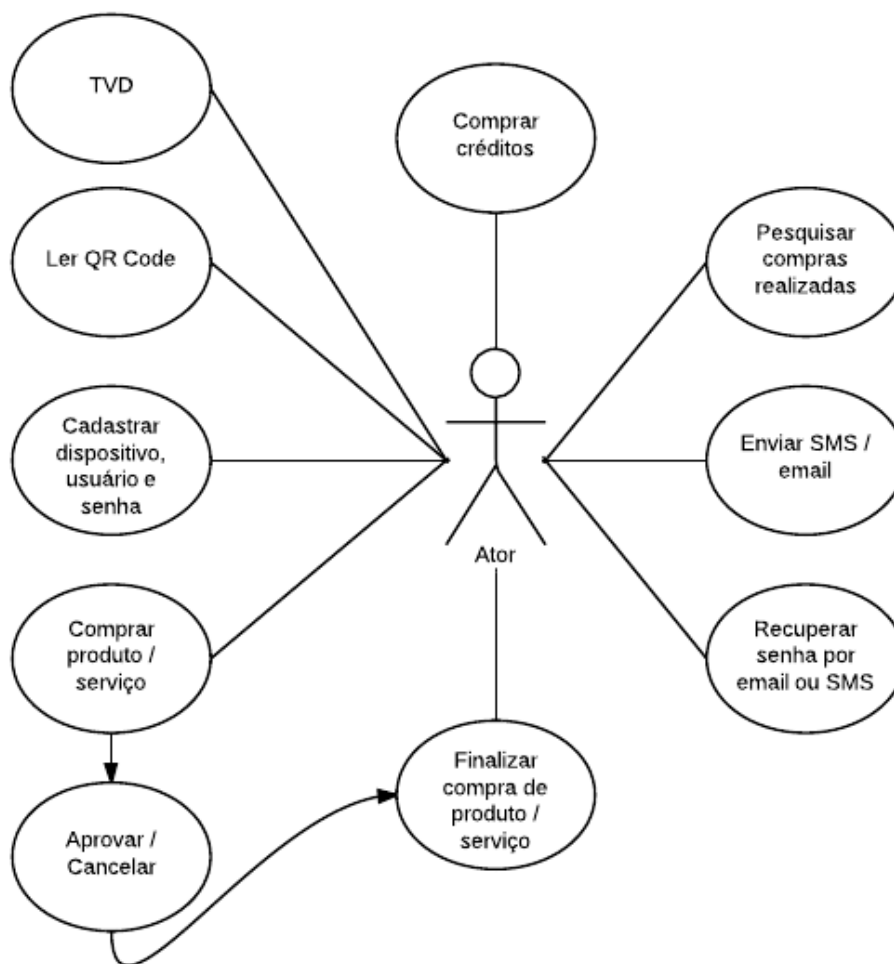 TVD
Comprar
créditos
Ler QR Code
Pesquisar
compras
realizadas
Cadastrar
dispositivo,
usuário e
senha
Enviar SMS /
email
Ator
Comprar
produto /
serviço
Recuperar
senha por
email ou SMS
Finalizar
compra de
produto /
serviço
Aprovar /
Cancelar